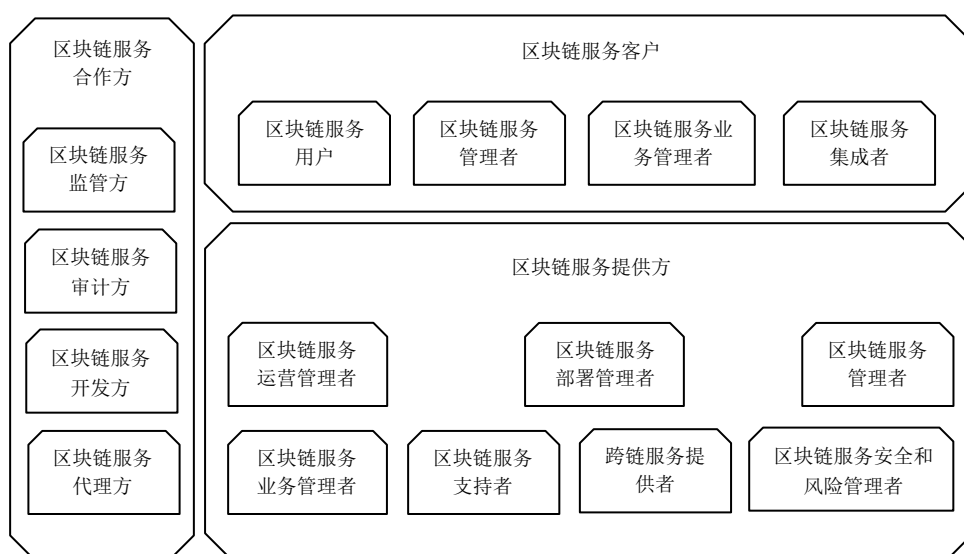 区块链服务
合作方
区块链服务
监管方
区块链服务
审计方
区块链服务
开发方
区块链服务
代理方
区块链服务客户
区块链服务
用户
区块链服务
管理者
区块链服务业
务管理者
区块链服务
集成者
区块链服务提供方
区块链服务
运营管理者
区块链服务
部署管理者
区块链服务
管理者
区块链服务
业务管理者
区块链服务
支持者
跨链服务提
供者
区块链服务安全和
风险管理者